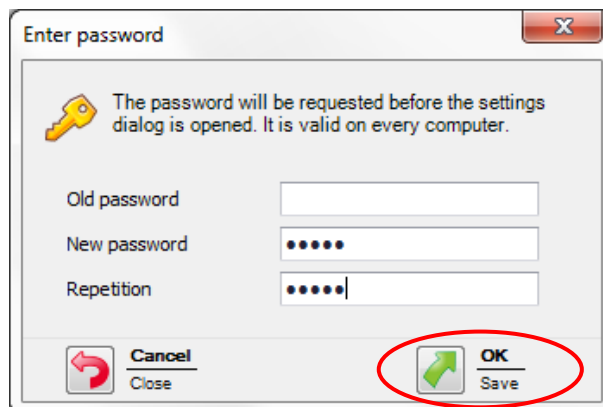 Enter password
The password will be requested before the settings
dialog is opened. It is valid on every computer.
Old password
New password •••••
Repetition •••••
Cancel
Close
OK
Save